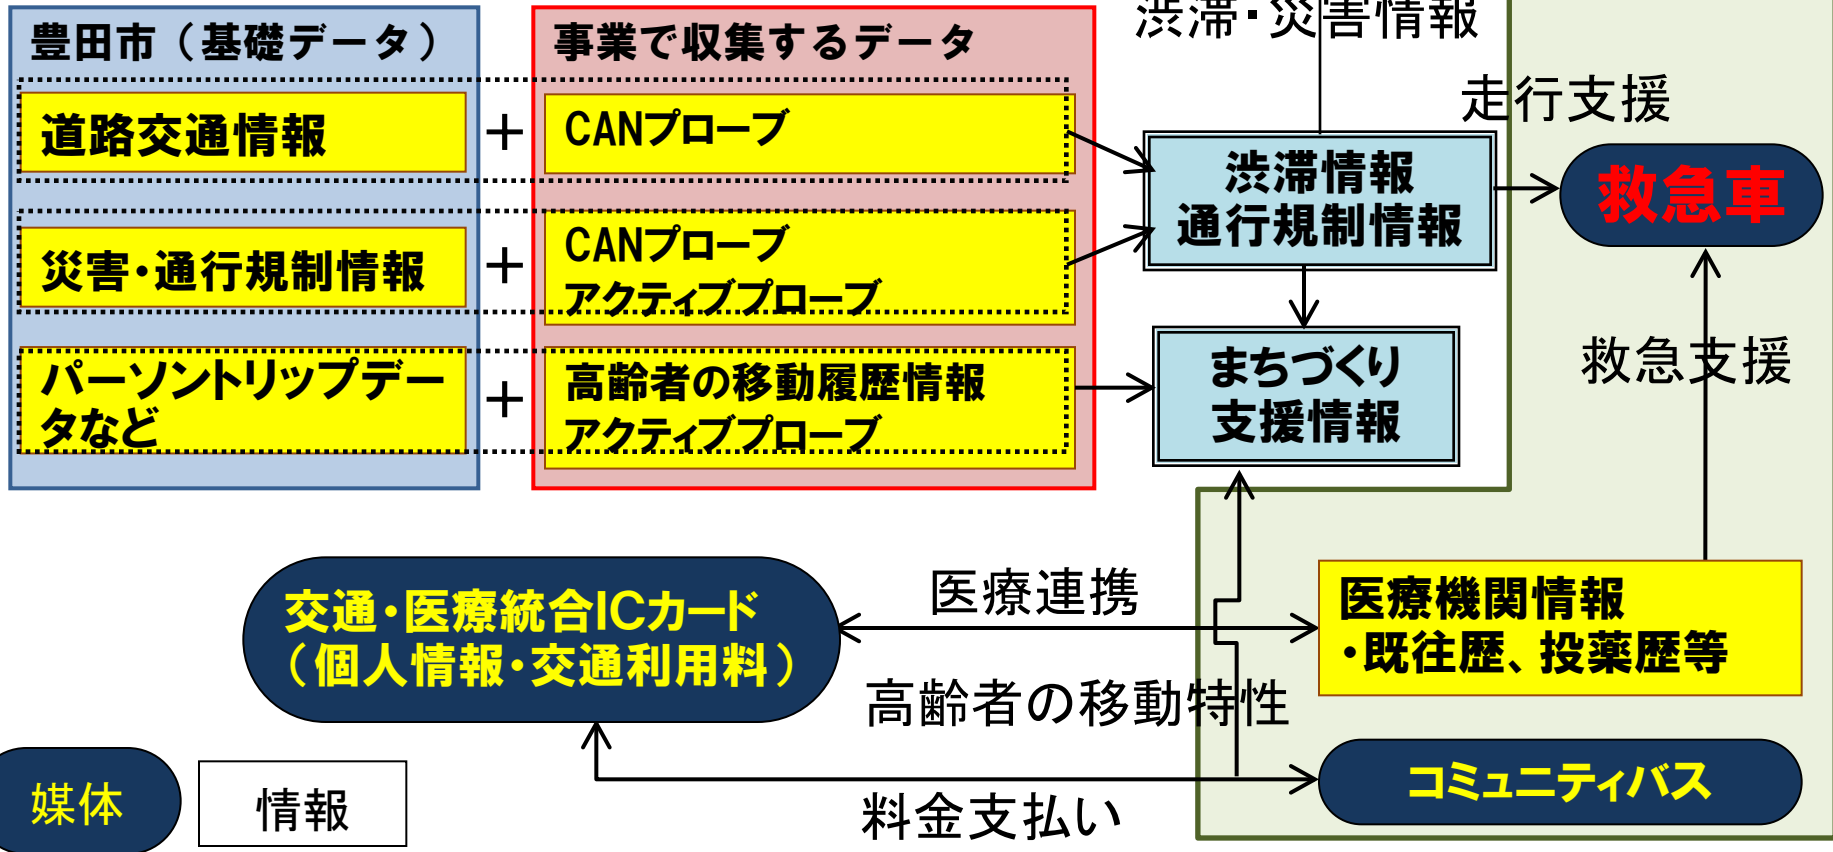 渋滞・災害情報
豊田市（基礎データ）
事業で収集するデータ
走行支援
道路交通情報
＋
CANプローブ
渋滞情報
通行規制情報
救急車
災害・通行規制情報
＋
CANプローブ
アクティブプローブ
パーソントリップデー
タなど
＋
高齢者の移動履歴情報
アクティブプローブ
まちづくり
支援情報
救急支援
交通・医療統合ICカード
（個人情報・交通利用料）
医療連携
医療機関情報
・既往歴、投薬歴等
高齢者の移動特性
コミュニティバス
料金支払い
媒体
情報